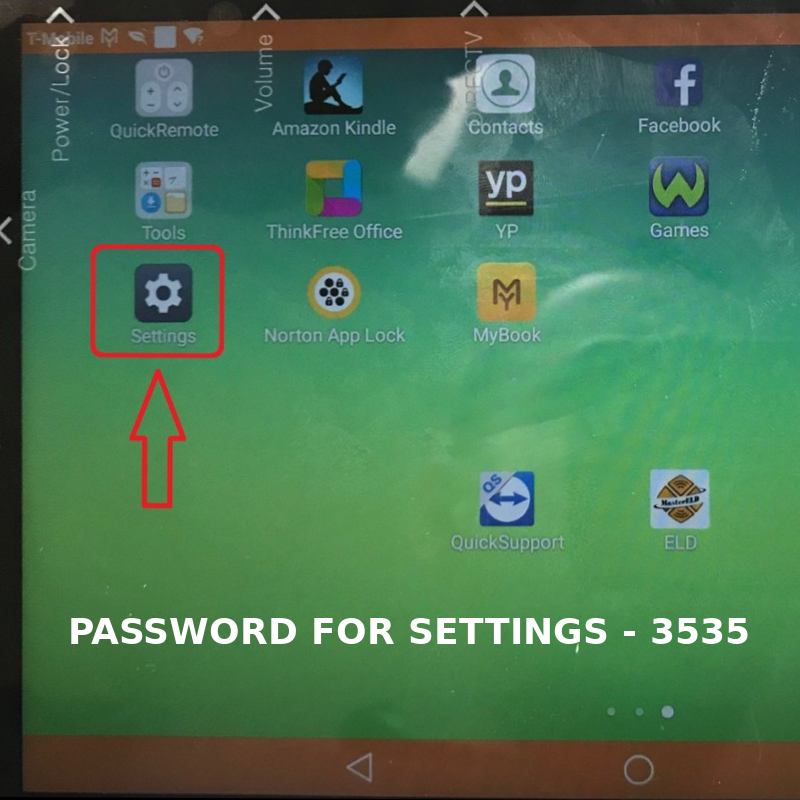 Power/Lock
Volume
DIRECTV
Camera
T-Mobile
QuickRemote
Amazon Kindle
Contacts
Facebook
Tools
ThinkFree Office
yp
YP
Games
Settings
Norton App Lock
MyBook
QS
QuickSupport
MasterELD
ELD
PASSWORD FOR SETTINGS - 3535